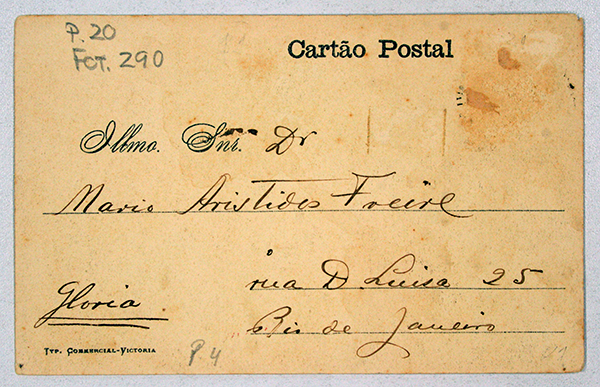 P. 20
Fot. 290
Cartão Postal
Illmo. Snr. Dr
Mario Aristides Freire
rua D Luisa 25
Gloria
Rio de Janeiro
Typ. Commercial-Victoria
P 4